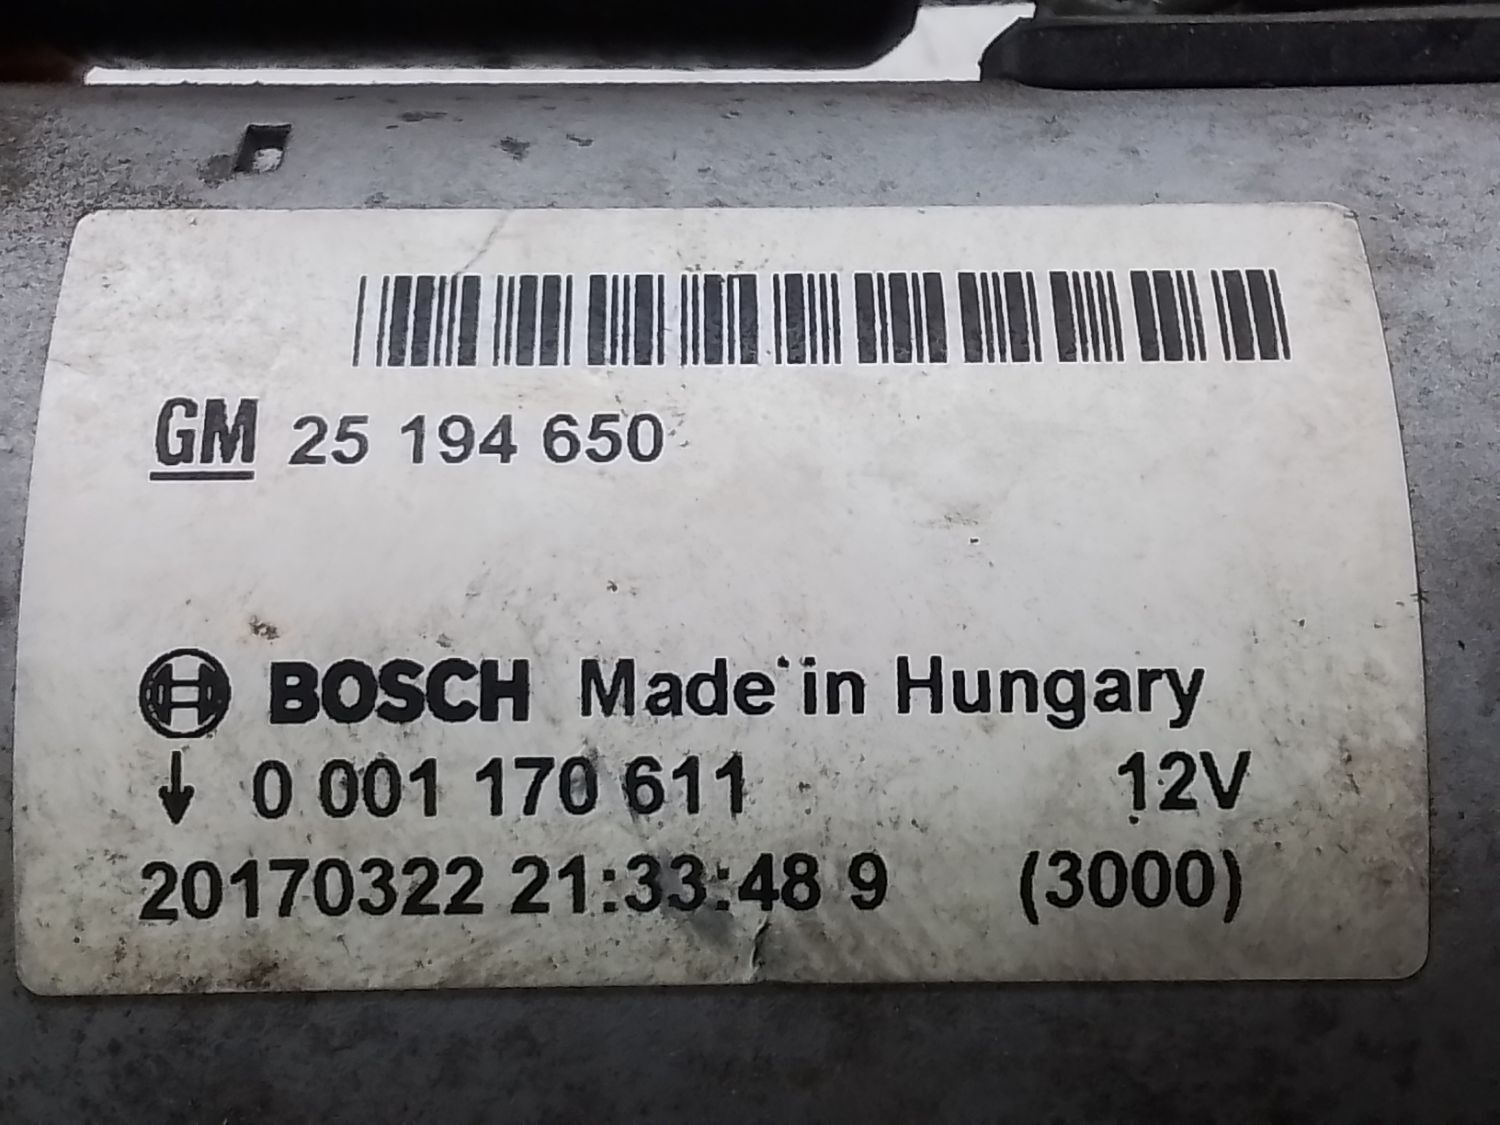 GM 25 194 650
BOSCH Made in Hungary
↓ 0 001 170 611 12V
20170322 21:33:48 9 (3000)